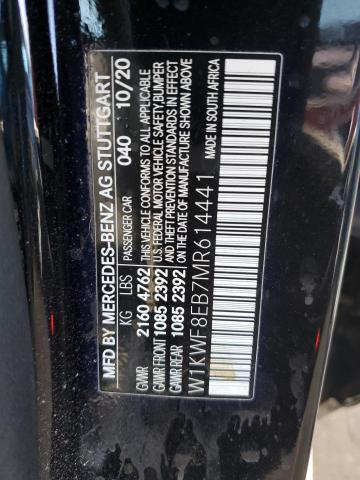 MFD BY MERCEDES-BENZ AG STUTTGART
KG LBS PASSENGER CAR 040 10/20
GVWR 2160 4762 THIS VEHICLE CONFORMS TO ALL APPLICABLE
GAWR FRONT 1085 2392 U.S. FEDERAL MOTOR VEHICLE SAFETY, BUMPER
AND THEFT PREVENTION STANDARDS IN EFFECT
GAWR REAR 1085 2392 ON THE DATE OF MANUFACTURE SHOWN ABOVE
W1KWF8EB7MR614441
MADE IN SOUTH AFRICA